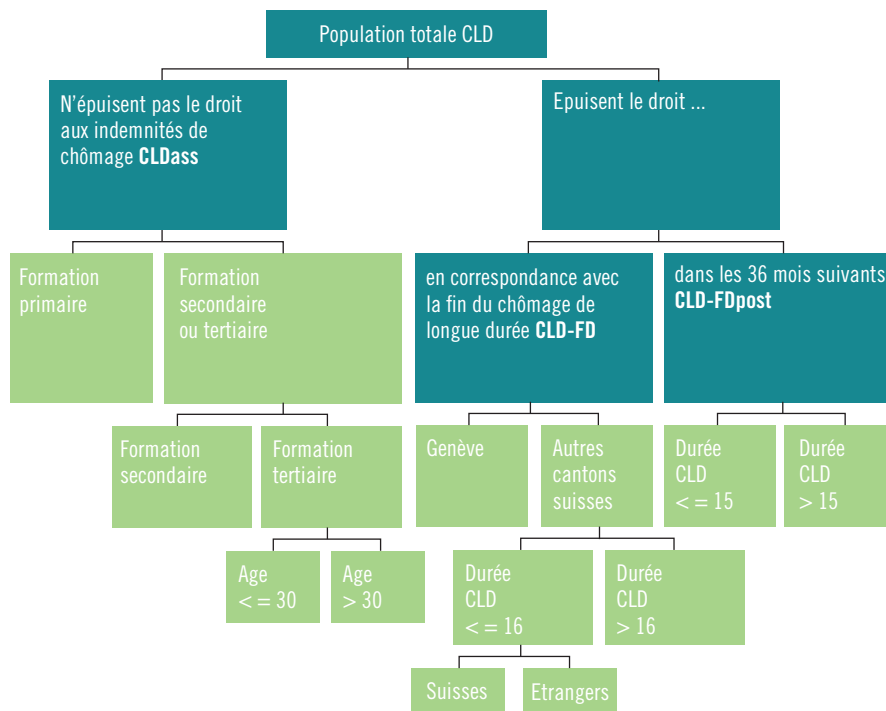 Population totale CLD
N'épuisent pas le droit
aux indemnités de
chômage CLDass
Epuisent le droit ...
Formation
primaire
Formation
secondaire
ou tertiaire
en correspondance avec
la fin du chômage de
longue durée CLD-FD
dans les 36 mois suivants
CLD-FDpost
Formation
secondaire
Formation
tertiaire
Genève
Autres
cantons
suisses
Durée
CLD
< = 15
Durée
CLD
> 15
Age
< = 30
Age
> 30
Durée
CLD
< = 16
Durée
CLD
> 16
Suisses
Etrangers